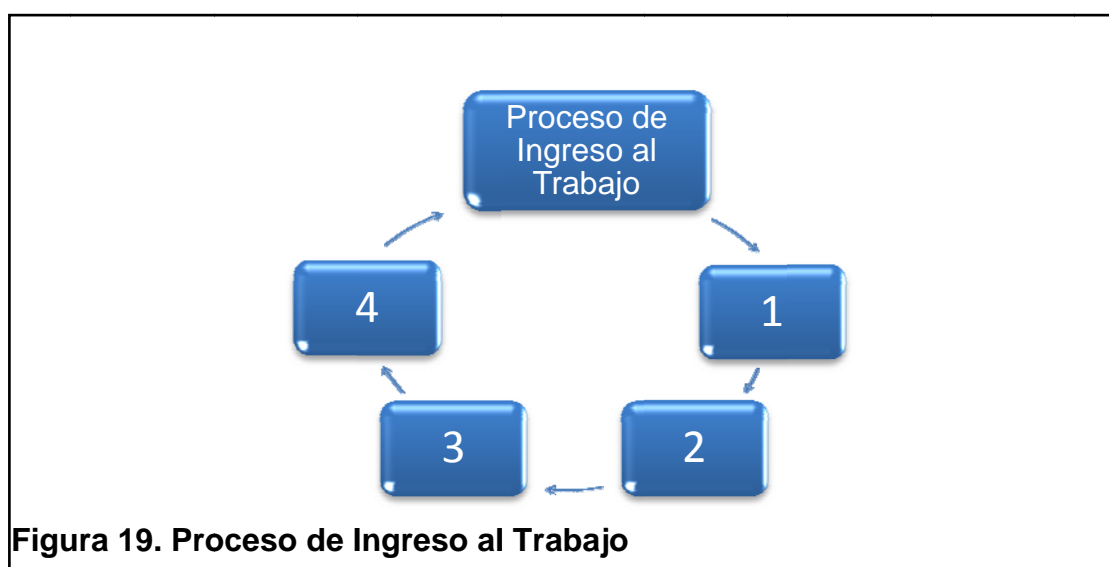 Proceso de
Ingreso al
Trabajo
1
2
3
4
Figura 19. Proceso de Ingreso al Trabajo